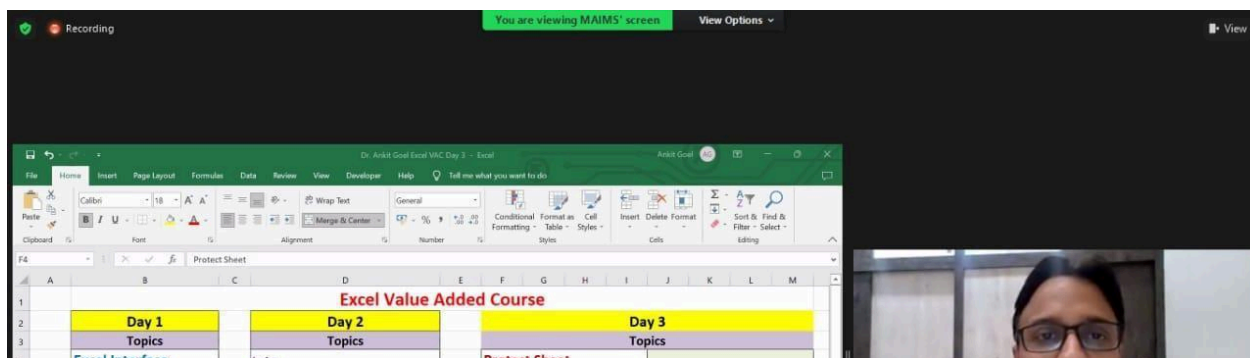 Recording
You are viewing MAIMS' screen
View Options
View
Dr. Ankit Goel Excel VAC Day 3 - Excel
Ankit Goel
AG
File Home Insert Page Layout Formulas Data Review View Developer Help Tell me what you want to do
Calibri 18 A A Wrap Text General
Paste B I U A Merge & Center % Conditional Formatting Format as Table Cell Styles Insert Delete Format Sort & Filter Find & Select
Clipboard Font Alignment Number Styles Cells Editing
F4 fx Protect Sheet
A B C D E F G H I J K L M
1 Excel Value Added Course
2 Day 1 Day 2 Day 3
3 Topics Topics Topics
Excel Interface Protect Sheet